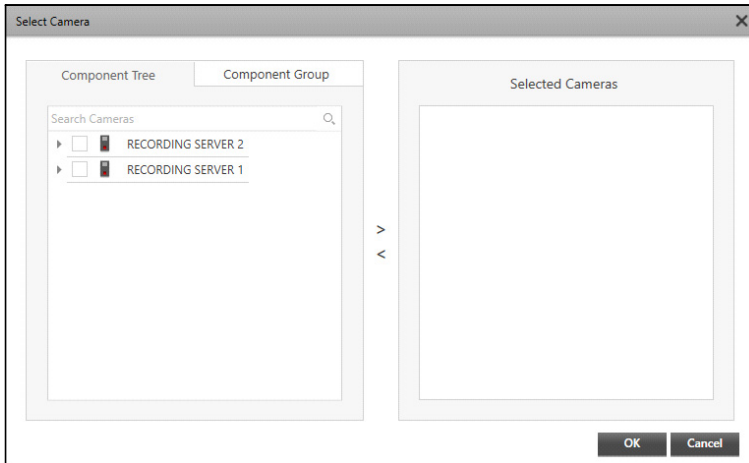 Select Camera
Component Tree
Component Group
Selected Cameras
Search Cameras
RECORDING SERVER 2
RECORDING SERVER 1
>
<
OK
Cancel